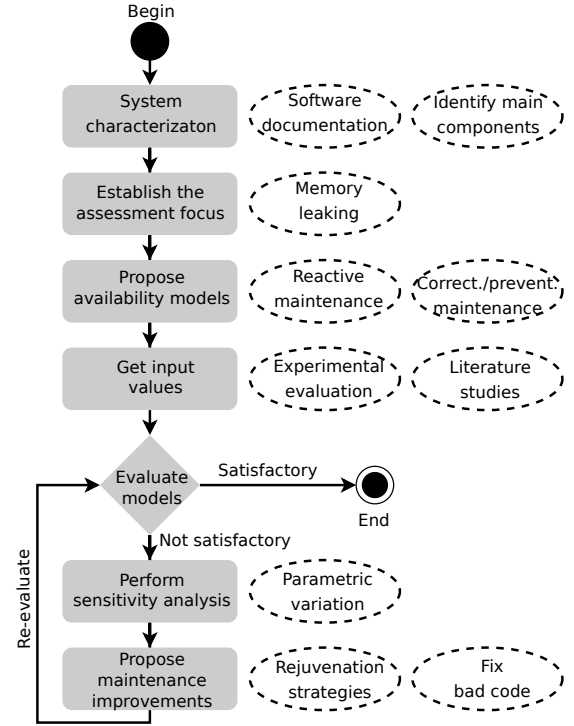 Begin
System
characterizaton
Software
documentation
Identify main
components
Establish the
assessment focus
Memory
leaking
Propose
availability models
Reactive
maintenance
Correct./prevent.
maintenance
Get input
values
Experimental
evaluation
Literature
studies
Evaluate
models
Satisfactory
End
Not satisfactory
Re-evaluate
Perform
sensitivity analysis
Parametric
variation
Propose
maintenance
improvements
Rejuvenation
strategies
Fix
bad code